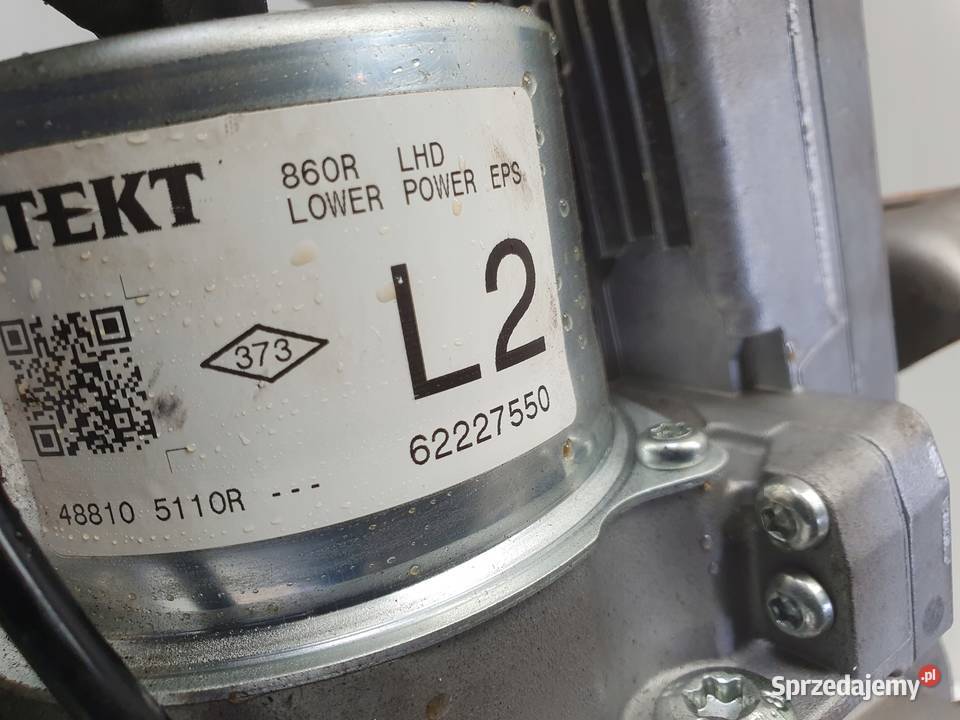 TEKT
860R LHD
LOWER POWER EPS
L2
373
62227550
48810 5110R ---
Sprzedajemy.pl